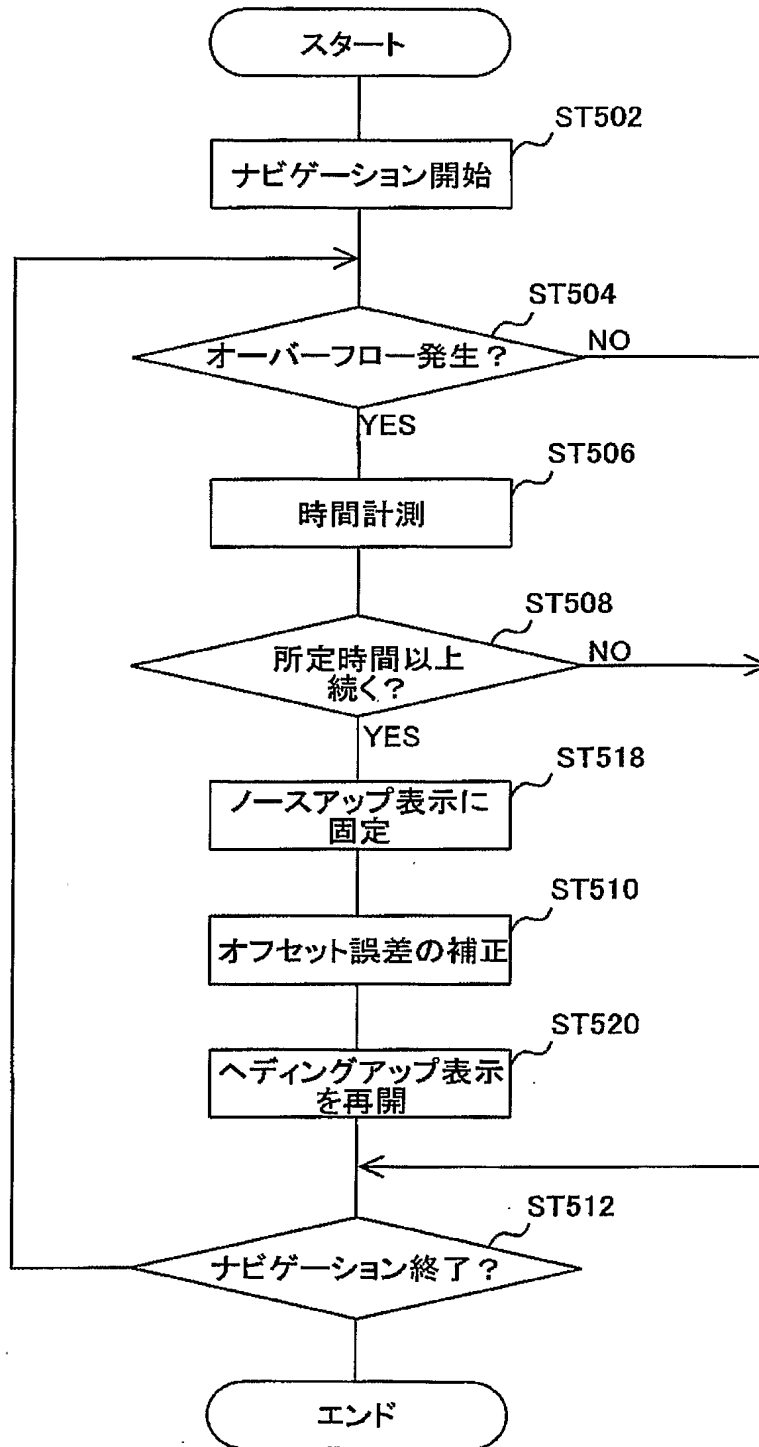 スタート
ST502
ナビゲーション開始
ST504
オーバーフロー発生？
NO
YES
ST506
時間計測
ST508
所定時間以上
続く？
NO
YES
ST518
ノースアップ表示に
固定
ST510
オフセット誤差の補正
ST520
ヘディングアップ表示
を再開
ST512
ナビゲーション終了？
エンド